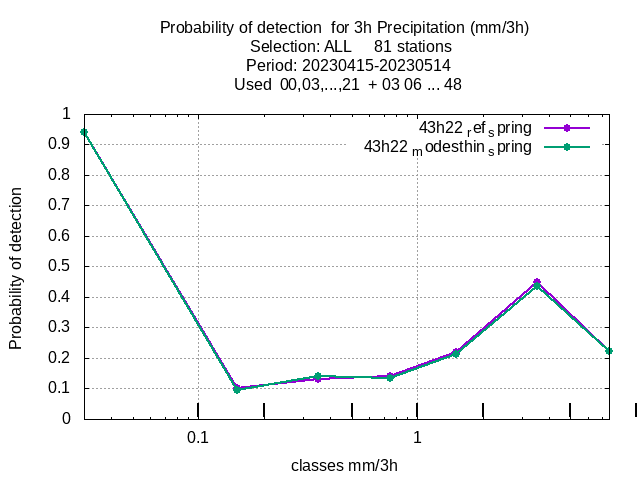 Probability of detection  for 3h Precipitation (mm/3h)
Selection: ALL     81 stations
Period: 20230415-20230514
Used  00,03,...,21  + 03 06 ... 48
43h22 ref spring
43h22 modesthin spring
Probability of detection
1
0.9
0.8
0.7
0.6
0.5
0.4
0.3
0.2
0.1
0
0.1
1
classes mm/3h